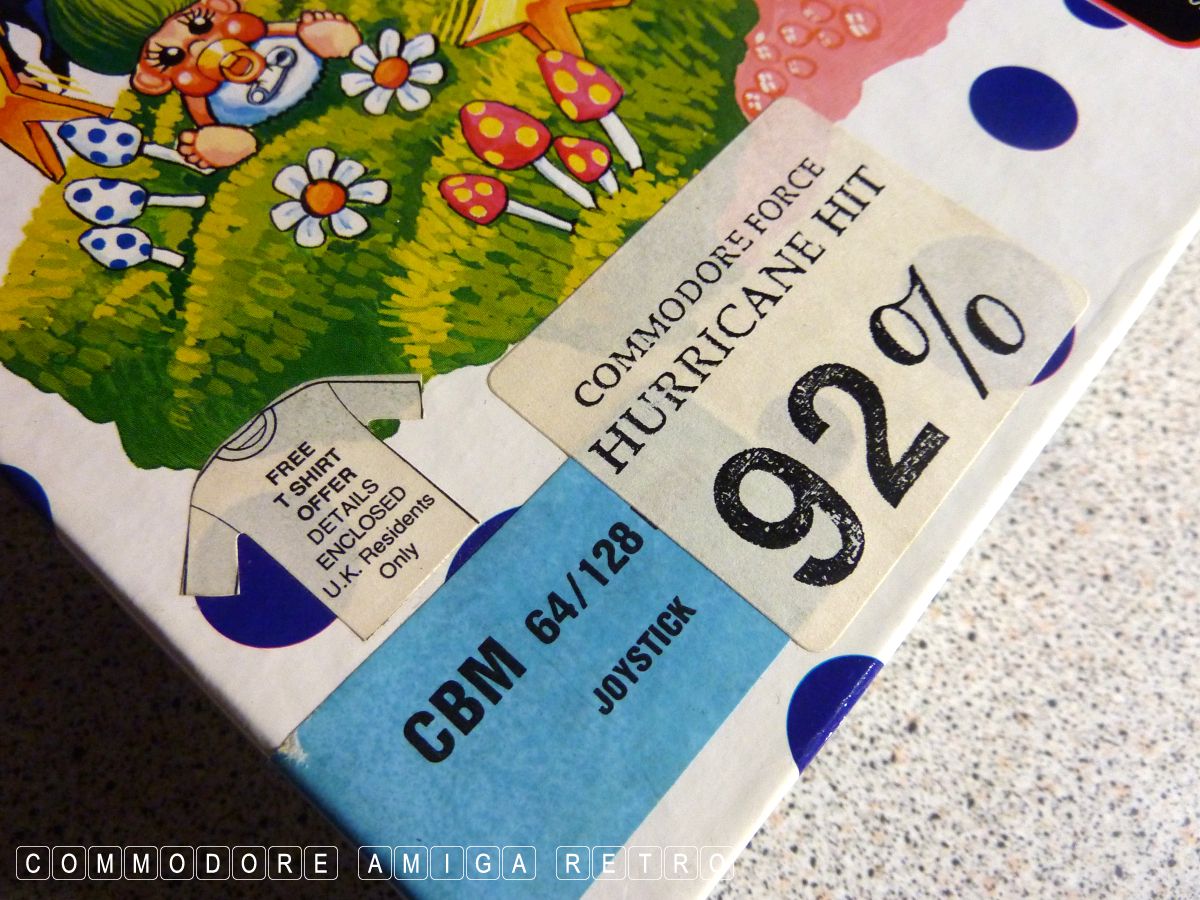 COMMODORE FORCE
HURRICANE HIT
92%
FREE
T SHIRT
OFFER
DETAILS
ENCLOSED
U.K. Residents
Only
CBM 64/128
JOYSTICK
COMMODORE AMIGA RETRO